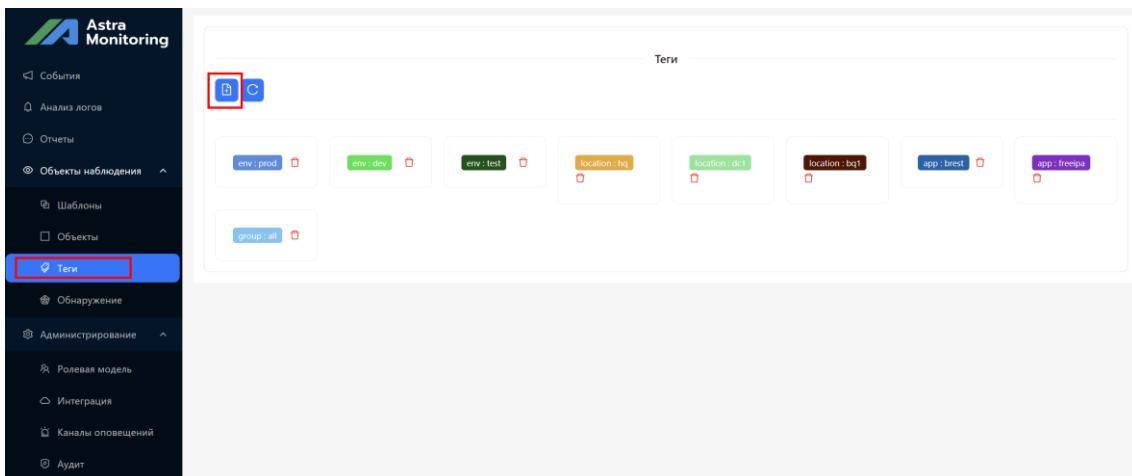 Astra
Monitoring
События
Анализ логов
Отчеты
Объекты наблюдения
Шаблоны
Объекты
Теги
Обнаружение
Администрирование
Ролевая модель
Интеграция
Каналы оповещений
Аудит
Теги
env : prod
env : dev
env : test
location : hq
location : dc1
location : bq1
app : brest
app : freeipa
group : all